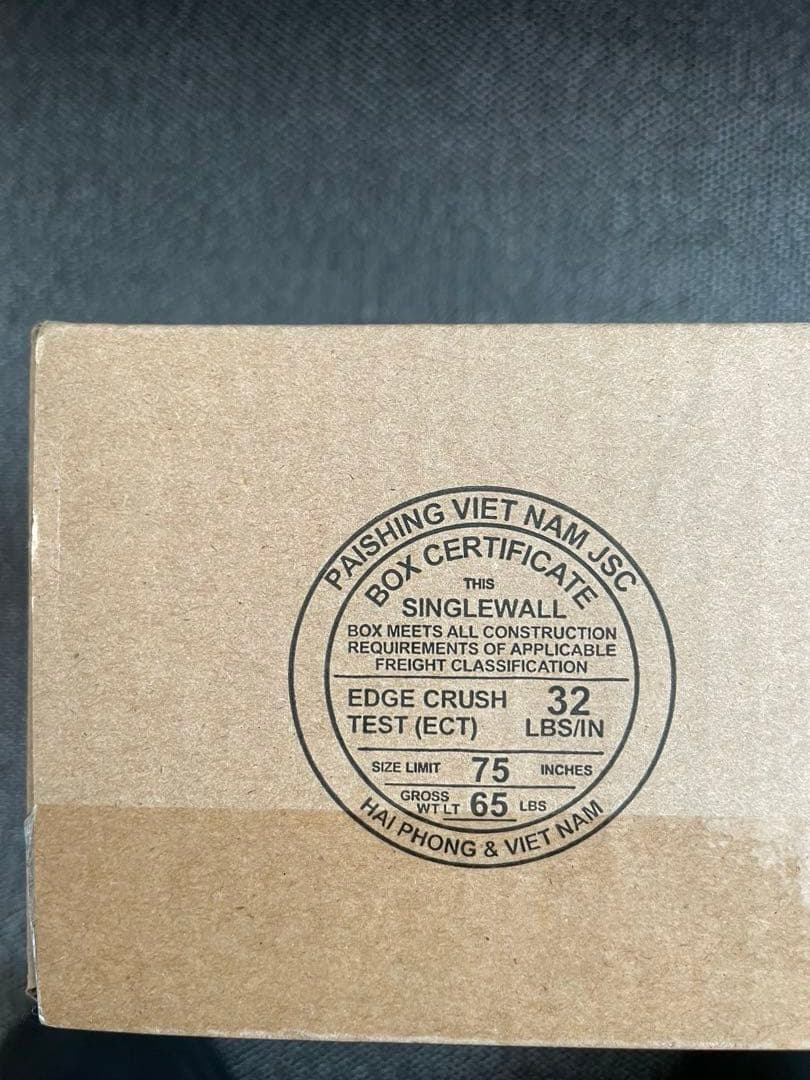 PAISHING VIET NAM JSC
BOX CERTIFICATE
THIS
SINGLEWALL
BOX MEETS ALL CONSTRUCTION
REQUIREMENTS OF APPLICABLE
FREIGHT CLASSIFICATION
EDGE CRUSH 32
TEST (ECT) LBS/IN
SIZE LIMIT 75 INCHES
GROSS
WT LT 65 LBS
HAI PHONG & VIET NAM